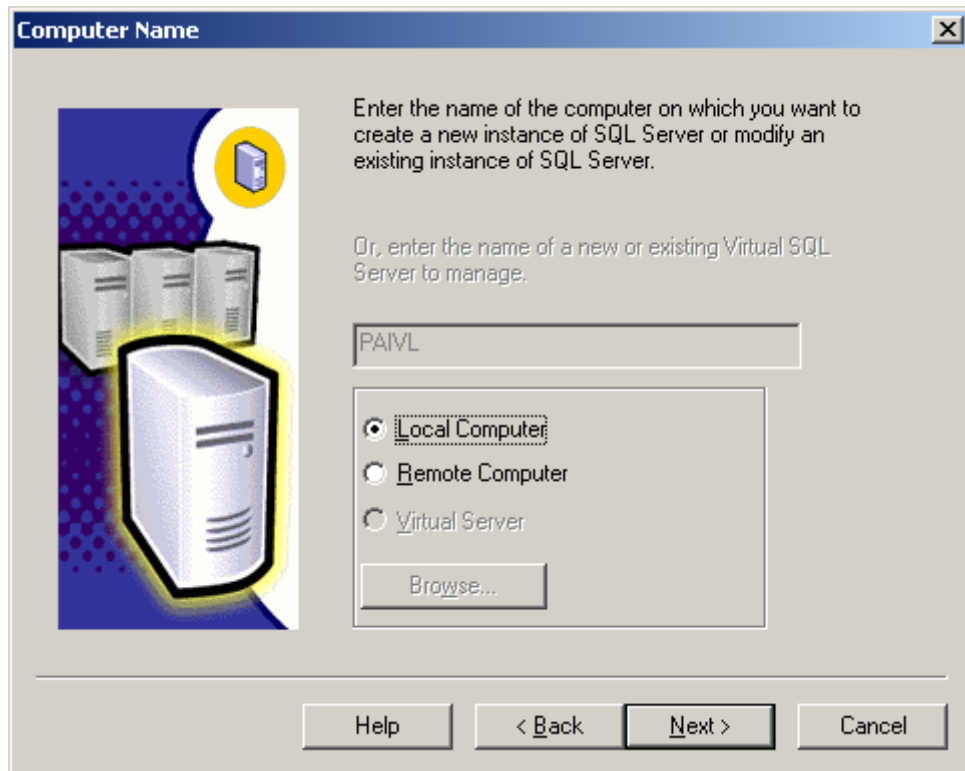 Computer Name
Enter the name of the computer on which you want to
create a new instance of SQL Server or modify an
existing instance of SQL Server.
Or, enter the name of a new or existing Virtual SQL
Server to manage.
PAIVL
Local Computer
Remote Computer
Virtual Server
Browse...
Help
< Back
Next >
Cancel